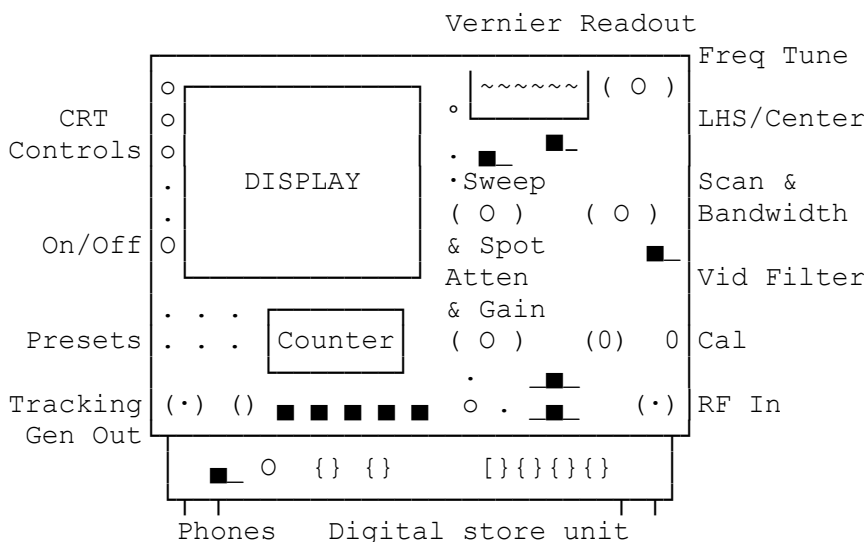 Vernier Readout
Freq Tune
CRT Controls
LHS/Center
DISPLAY
Sweep & Spot
Scan & Bandwidth
On/Off
Atten & Gain
Vid Filter
Presets
Counter
Cal
Tracking Gen Out
RF In
Phones
Digital store unit